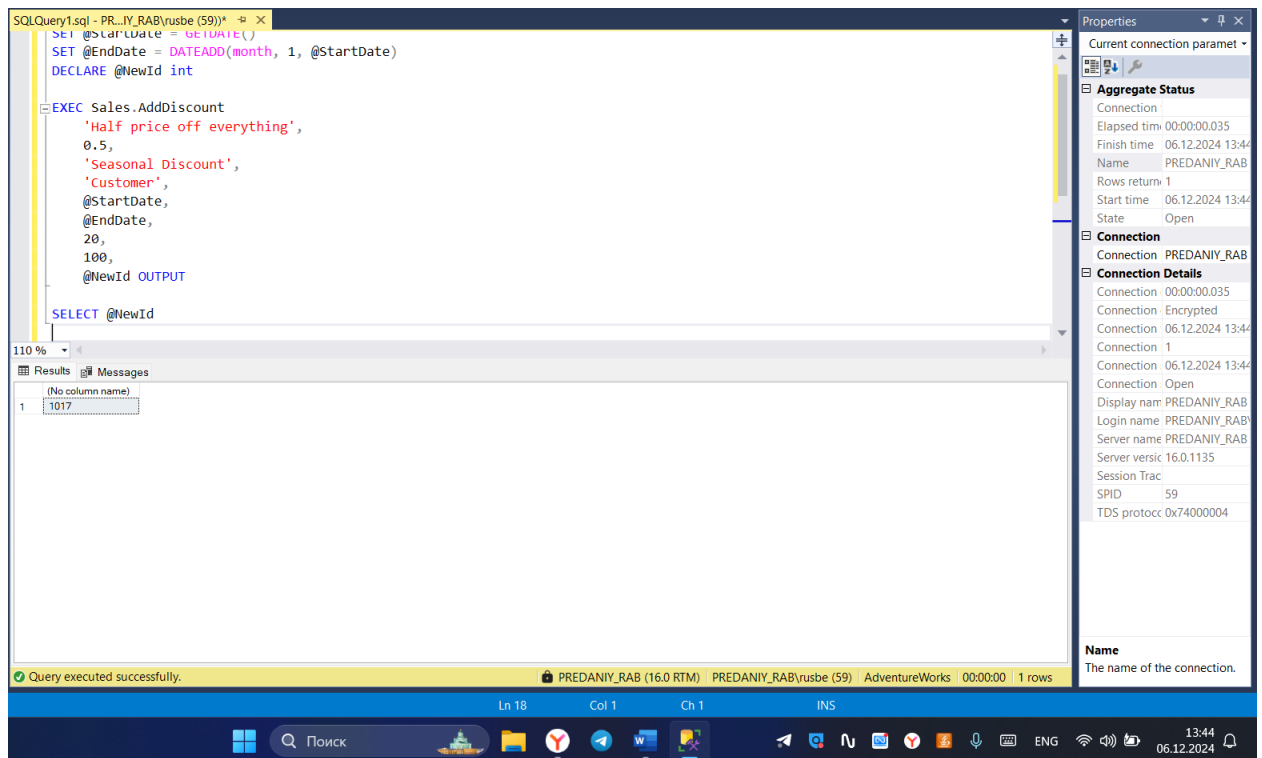 SQLQuery1.sql - PR...IY_RAB\rusbe (59))*
SET @StartDate = GETDATE()
SET @EndDate = DATEADD(month, 1, @StartDate)
DECLARE @NewId int
EXEC Sales.AddDiscount
'Half price off everything',
0.5,
'Seasonal Discount',
'Customer',
@StartDate,
@EndDate,
20,
100,
@NewId OUTPUT
SELECT @NewId
110 %
Results Messages
(No column name)
1 1017
Query executed successfully. PREDANIY_RAB (16.0 RTM) PREDANIY_RAB\rusbe (59) AdventureWorks 00:00:00 1 rows
Properties
Current connection paramet
Aggregate Status
Connection
Elapsed tim 00:00:00.035
Finish time 06.12.2024 13:44
Name PREDANIY_RAB
Rows return 1
Start time 06.12.2024 13:44
State Open
Connection
Connection PREDANIY_RAB
Connection Details
Connection 00:00:00.035
Connection Encrypted
Connection 06.12.2024 13:44
Connection 1
Connection 06.12.2024 13:44
Connection Open
Display nam PREDANIY_RAB
Login name PREDANIY_RAB\
Server name PREDANIY_RAB
Server versic 16.0.1135
Session Trac
SPID 59
TDS protocc 0x74000004
Name
The name of the connection.
Ln 18 Col 1 Ch 1 INS
Поиск
ENG
13:44
06.12.2024